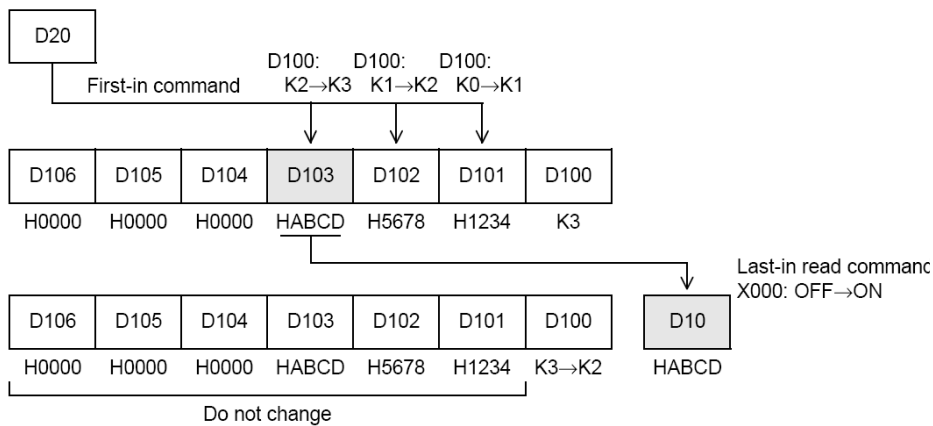 D20
D100: D100: D100:
First-in command K2→K3 K1→K2 K0→K1
D106 D105 D104 D103 D102 D101 D100
H0000 H0000 H0000 HABCD H5678 H1234 K3
Last-in read command
X000: OFF→ON
D106 D105 D104 D103 D102 D101 D100 D10
H0000 H0000 H0000 HABCD H5678 H1234 K3→K2 HABCD
Do not change